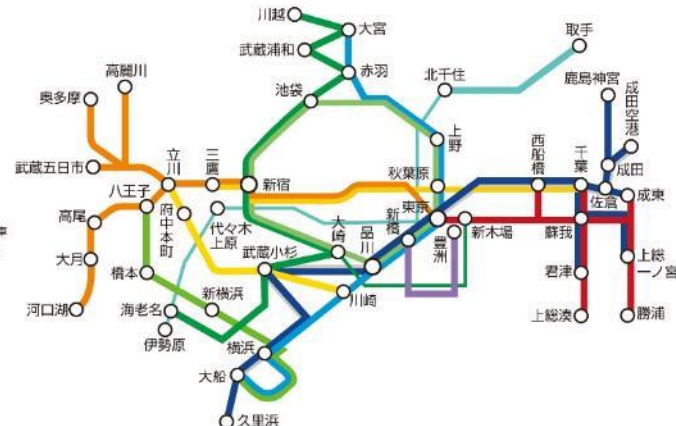 川越
大宮
武蔵浦和
赤羽
池袋
取手
北千住
鹿島神宮
成田空港
高麗川
奥多摩
武蔵五日市
立川
三鷹
新宿
上野
秋葉原
東京
西船橋
千葉
成田
佐倉
成東
八王子
府中本町
代々木
上原
大崎
品川
新橋
豊洲
新木場
蘇我
高尾
大月
河口湖
橋本
武蔵小杉
新横浜
海老名
伊勢原
川崎
横浜
大船
久里浜
君津
上総湊
上総
一ノ宮
勝浦